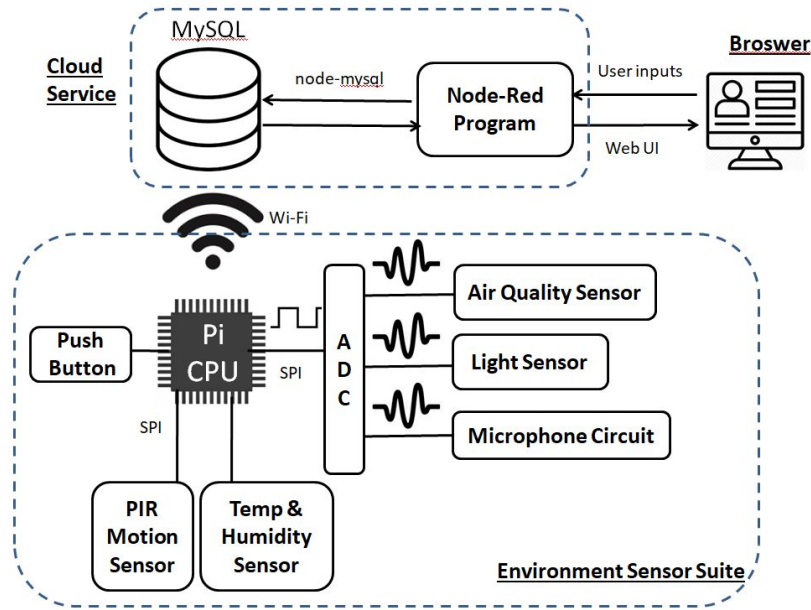 MySQL
Cloud
Service
node-mysql
Node-Red
Program
User inputs
Web UI
Broswer
Wi-Fi
Push
Button
Pi
CPU
SPI
SPI
A
D
C
Air Quality Sensor
Light Sensor
Microphone Circuit
PIR
Motion
Sensor
Temp &
Humidity
Sensor
Environment Sensor Suite